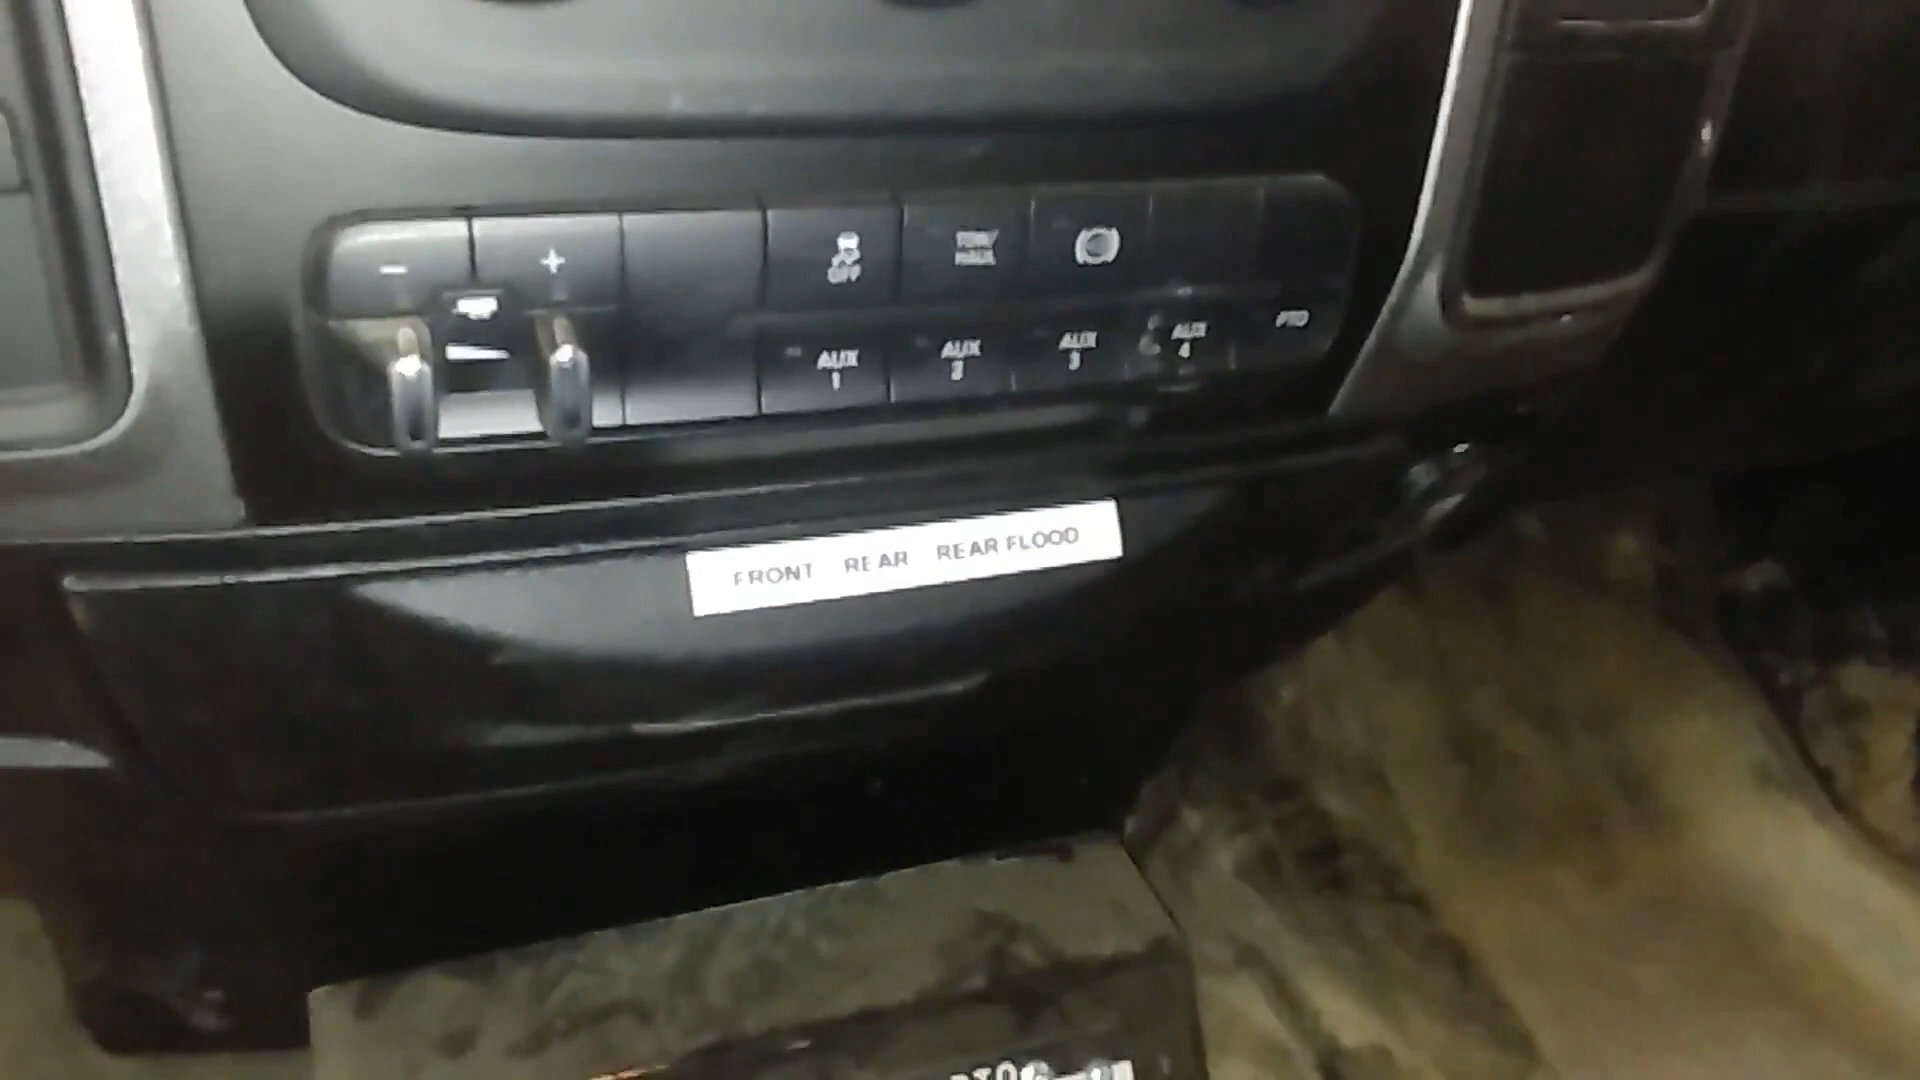 - +
OFF
TOW/
HAUL
AUX
1
AUX
2
AUX
3
AUX
4
PTO
FRONT REAR REAR FLOOD